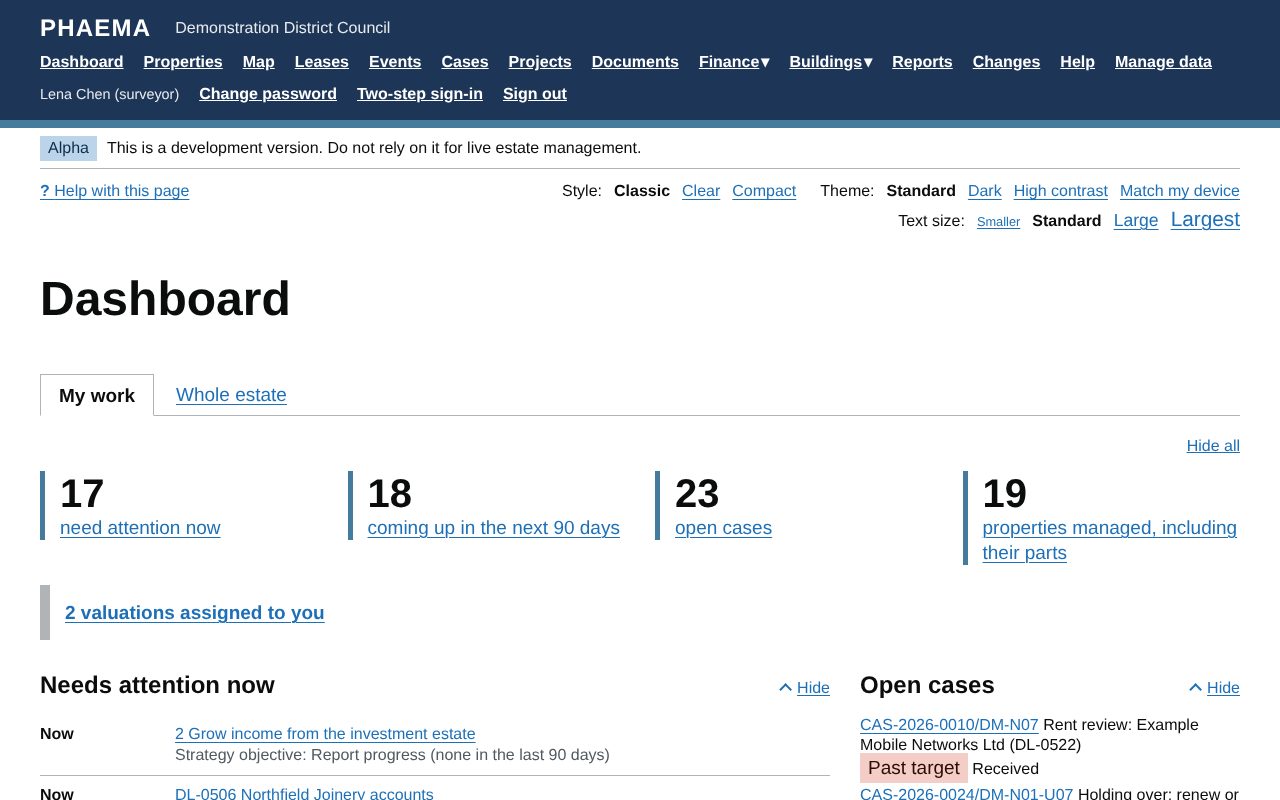 PHAEMA Demonstration District Council
Dashboard Properties Map Leases Events Cases Projects Documents Finance▾ Buildings▾ Reports Changes Help Manage data
Lena Chen (surveyor) Change password Two-step sign-in Sign out
Alpha This is a development version. Do not rely on it for live estate management.
? Help with this page Style: Classic Clear Compact Theme: Standard Dark High contrast Match my device
Text size: Smaller Standard Large Largest
Dashboard
My work Whole estate
Hide all
17
need attention now
18
coming up in the next 90 days
23
open cases
19
properties managed, including
their parts
2 valuations assigned to you
Needs attention now Hide
Now 2 Grow income from the investment estate
Strategy objective: Report progress (none in the last 90 days)
Now DL-0506 Northfield Joinery accounts
Open cases Hide
CAS-2026-0010/DM-N07 Rent review: Example
Mobile Networks Ltd (DL-0522)
Past target Received
CAS-2026-0024/DM-N01-U07 Holding over: renew or